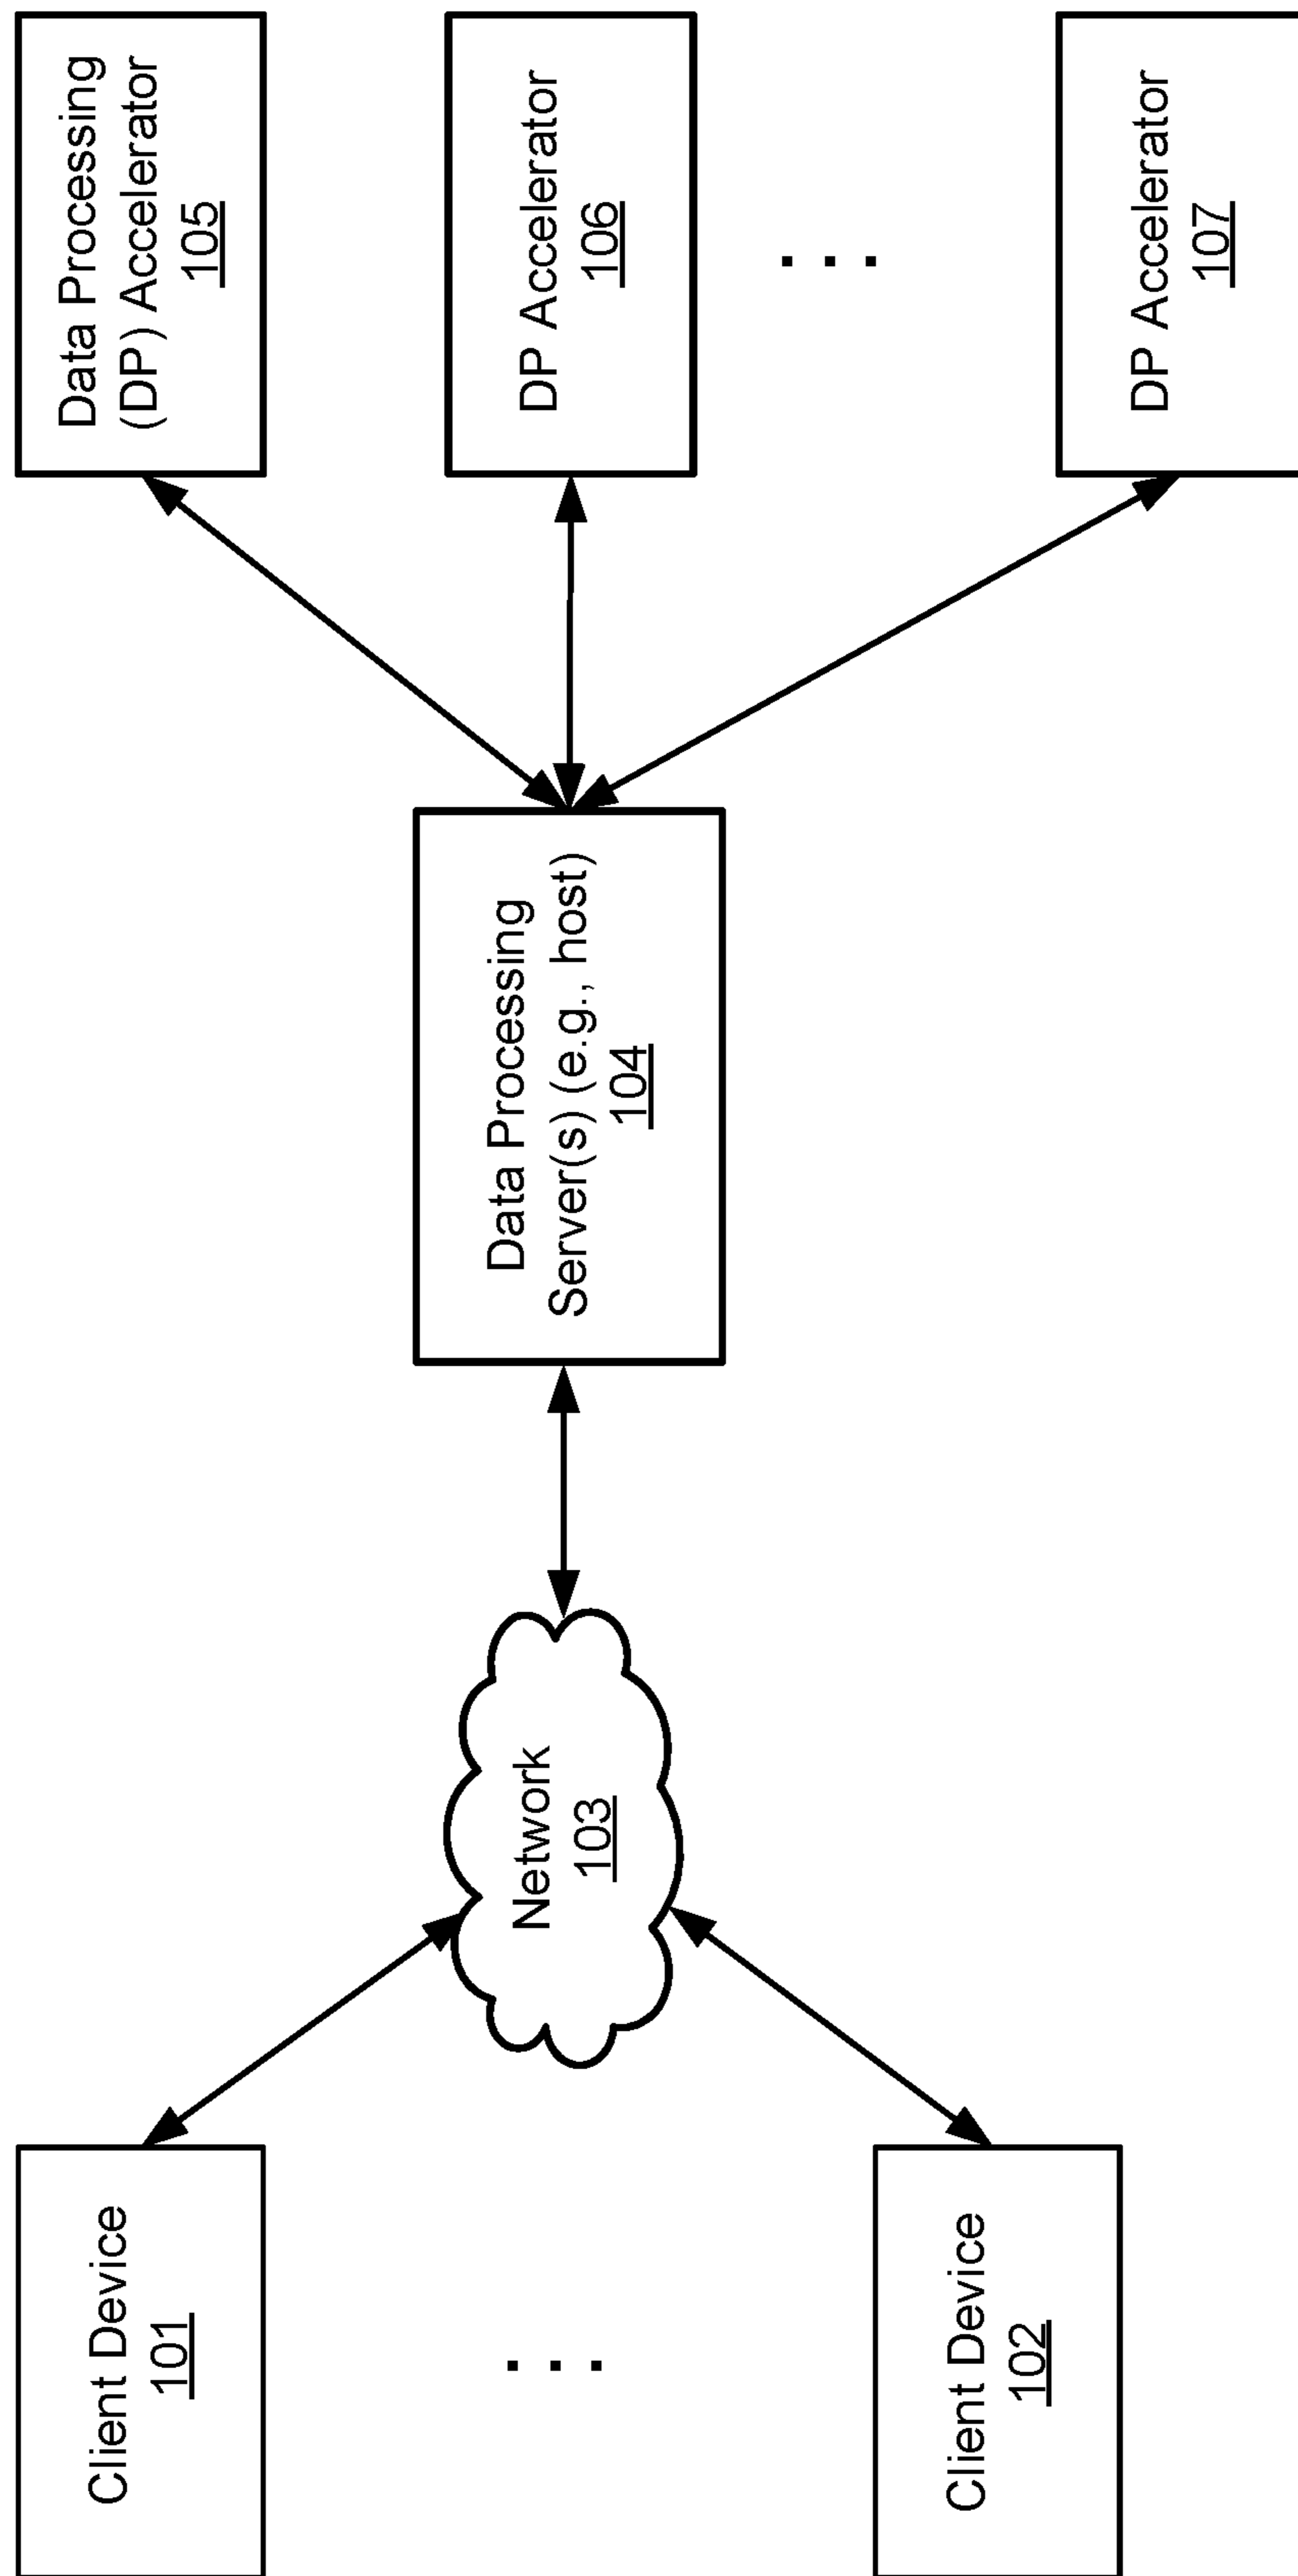 Client Device
101
. . .
Client Device
102
Network
103
Data Processing
Server(s) (e.g., host)
104
Data Processing
(DP) Accelerator
105
DP Accelerator
106
. . .
DP Accelerator
107